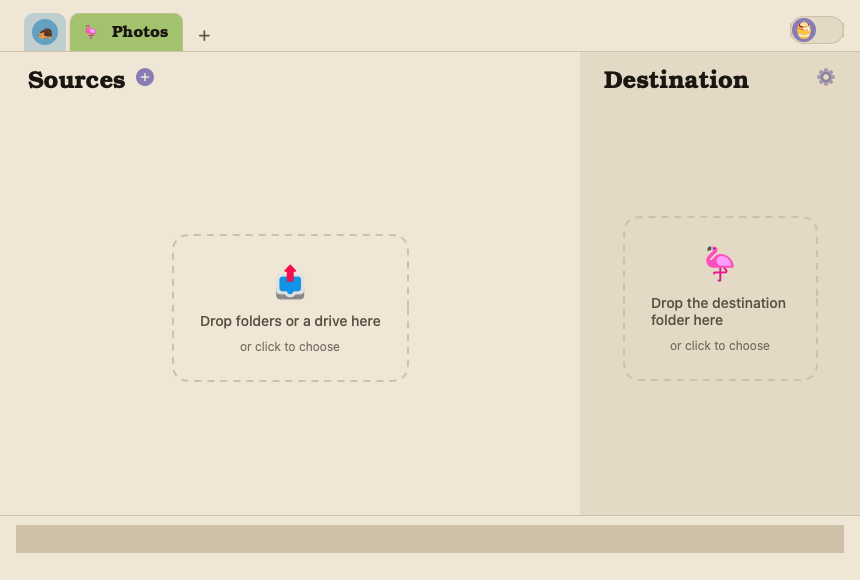 Photos
+
Sources
+
Destination
Drop folders or a drive here
or click to choose
Drop the destination
folder here
or click to choose